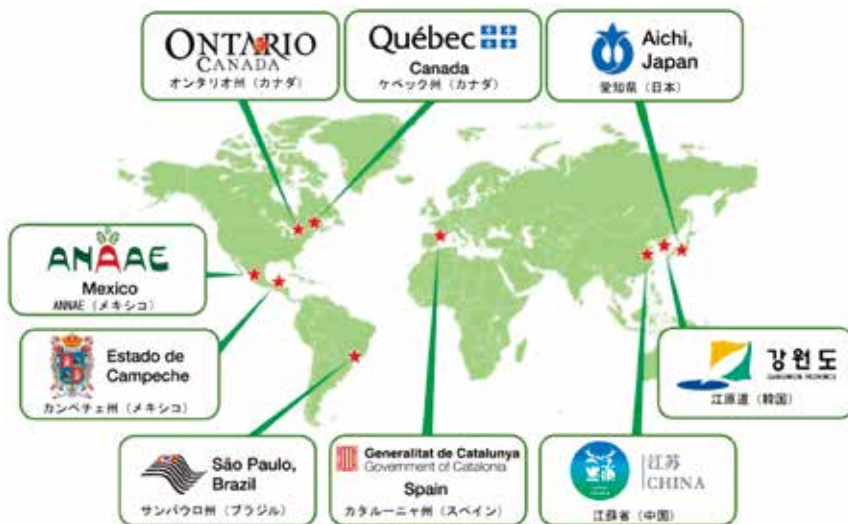 ONTARIO
CANADA
オンタリオ州（カナダ）
Québec
Canada
ケベック州（カナダ）
Aichi,
Japan
愛知県（日本）
ANAAE
Mexico
ANNAE（メキシコ）
Estado de
Campeche
カンペチェ州（メキシコ）
강원도
江原道（韓国）
São Paulo,
Brazil
サンパウロ州（ブラジル）
Generalitat de Catalunya
Government of Catalonia
Spain
カタルーニャ州（スペイン）
江苏
CHINA
江蘇省（中国）